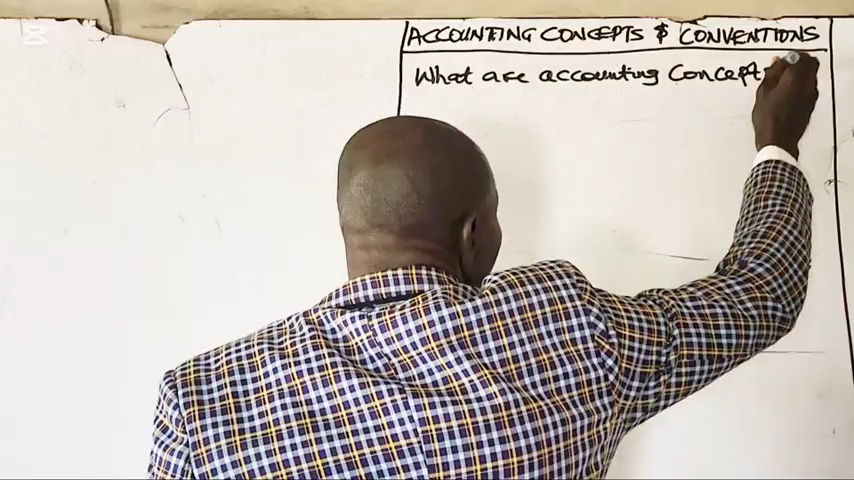 ACCOUNTING CONCEPTS & CONVENTIONS
What are accounting Concept